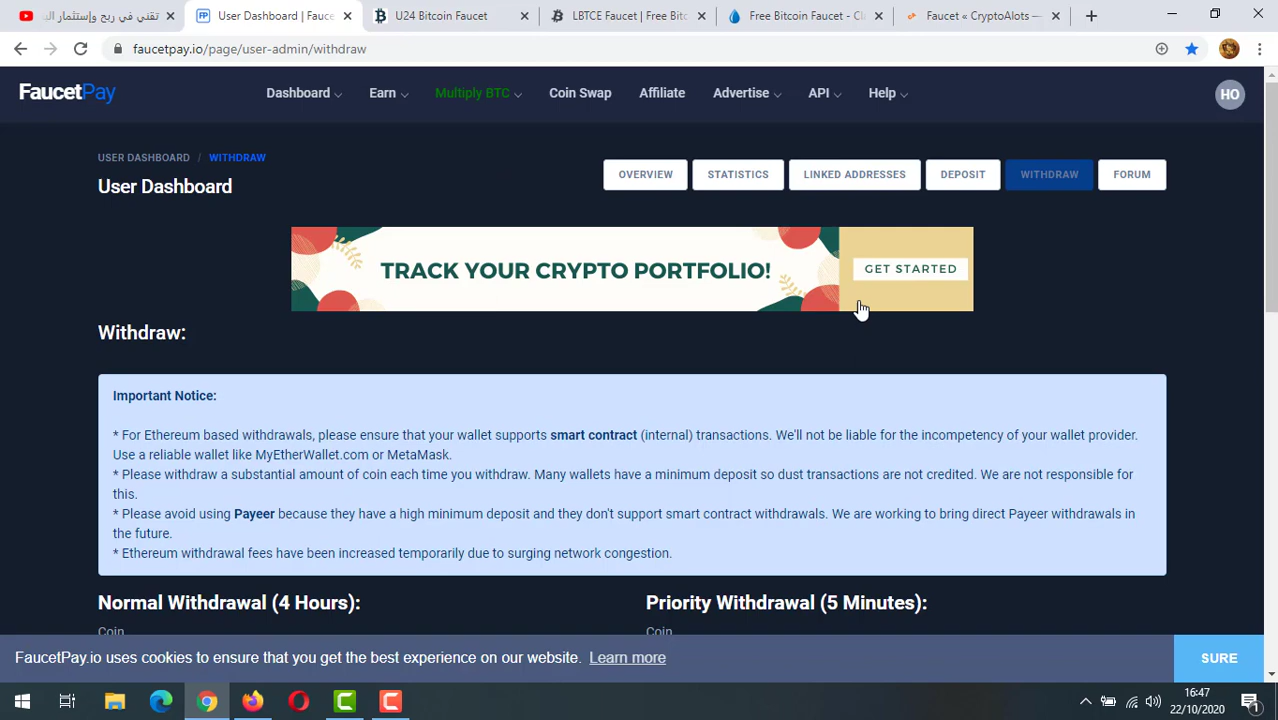 تقني في ربح وإستثمار الـ
User Dashboard | Fauce
U24 Bitcoin Faucet
LBTCE Faucet | Free Bit
Free Bitcoin Faucet - Cl
Faucet « CryptoAlots —
faucetpay.io/page/user-admin/withdraw
FaucetPay
Dashboard
Earn
Multiply BTC
Coin Swap
Affiliate
Advertise
API
Help
HO
USER DASHBOARD / WITHDRAW
User Dashboard
OVERVIEW
STATISTICS
LINKED ADDRESSES
DEPOSIT
WITHDRAW
FORUM
TRACK YOUR CRYPTO PORTFOLIO!
GET STARTED
Withdraw:
Important Notice:
* For Ethereum based withdrawals, please ensure that your wallet supports smart contract (internal) transactions. We'll not be liable for the incompetency of your wallet provider.
Use a reliable wallet like MyEtherWallet.com or MetaMask.
* Please withdraw a substantial amount of coin each time you withdraw. Many wallets have a minimum deposit so dust transactions are not credited. We are not responsible for
this.
* Please avoid using Payeer because they have a high minimum deposit and they don't support smart contract withdrawals. We are working to bring direct Payeer withdrawals in
the future.
* Ethereum withdrawal fees have been increased temporarily due to surging network congestion.
Normal Withdrawal (4 Hours):
Priority Withdrawal (5 Minutes):
Coin
Coin
FaucetPay.io uses cookies to ensure that you get the best experience on our website. Learn more
SURE
16:47
22/10/2020
1